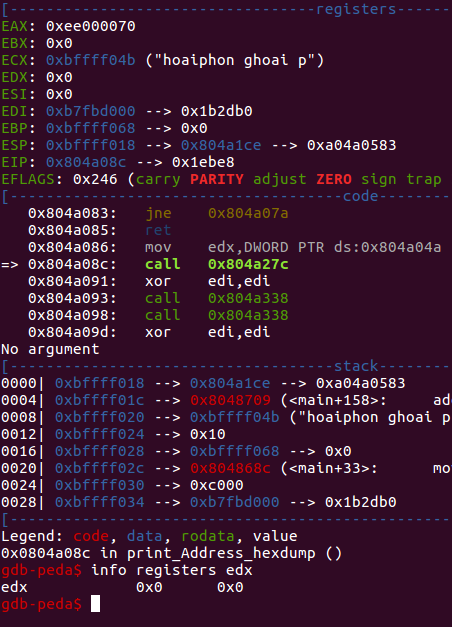 [----------------------------------registers------
EAX: 0xee000070
EBX: 0x0
ECX: 0xbffff04b ("hoaiphon ghoai p")
EDX: 0x0
ESI: 0x0
EDI: 0xb7fbd000 --> 0x1b2db0
EBP: 0xbffff068 --> 0x0
ESP: 0xbffff018 --> 0x804a1ce --> 0xa04a0583
EIP: 0x804a08c --> 0x1ebe8
EFLAGS: 0x246 (carry PARITY adjust ZERO sign trap
[-------------------------------------code---------
   0x804a083: jne 0x804a07a
   0x804a085: ret
   0x804a086: mov edx,DWORD PTR ds:0x804a04a
=> 0x804a08c: call 0x804a27c
   0x804a091: xor edi,edi
   0x804a093: call 0x804a338
   0x804a098: call 0x804a338
   0x804a09d: xor edi,edi
No argument
[------------------------------------stack---------
0000| 0xbffff018 --> 0x804a1ce --> 0xa04a0583
0004| 0xbffff01c --> 0x8048709 (<main+158>: ad
0008| 0xbffff020 --> 0xbffff04b ("hoaiphon ghoai p
0012| 0xbffff024 --> 0x10
0016| 0xbffff028 --> 0xbffff068 --> 0x0
0020| 0xbffff02c --> 0x804868c (<main+33>: mo
0024| 0xbffff030 --> 0xc000
0028| 0xbffff034 --> 0xb7fbd000 --> 0x1b2db0
[--------------------------------------------------
Legend: code, data, rodata, value
0x0804a08c in print_Address_hexdump ()
gdb-peda$ info registers edx
edx 0x0 0x0
gdb-peda$